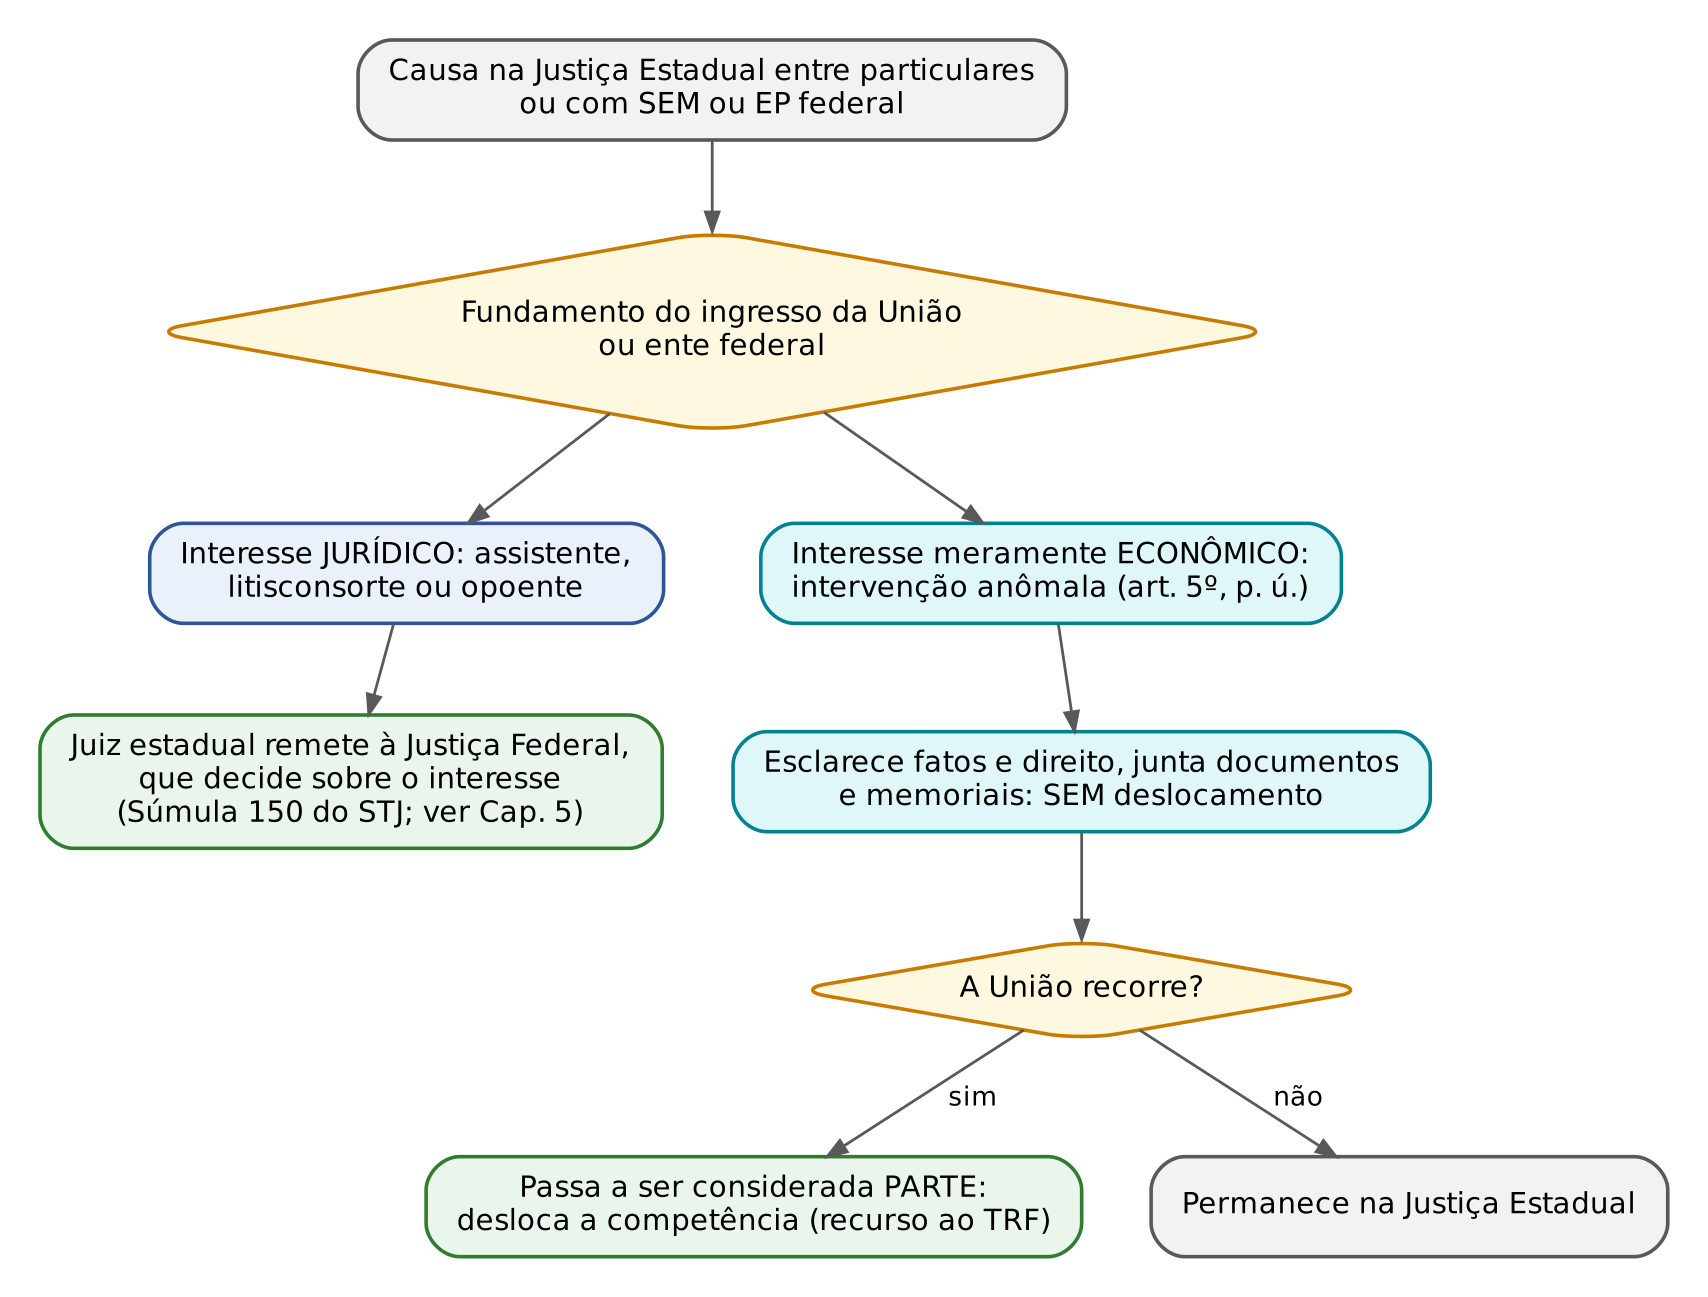 Causa na Justiça Estadual entre particulares
ou com SEM ou EP federal
Fundamento do ingresso da União
ou ente federal
Interesse JURÍDICO: assistente,
litisconsorte ou opoente
Interesse meramente ECONÔMICO:
intervenção anômala (art. 5º, p. ú.)
Juiz estadual remete à Justiça Federal,
que decide sobre o interesse
(Súmula 150 do STJ; ver Cap. 5)
Esclarece fatos e direito, junta documentos
e memoriais: SEM deslocamento
A União recorre?
sim
não
Passa a ser considerada PARTE:
desloca a competência (recurso ao TRF)
Permanece na Justiça Estadual